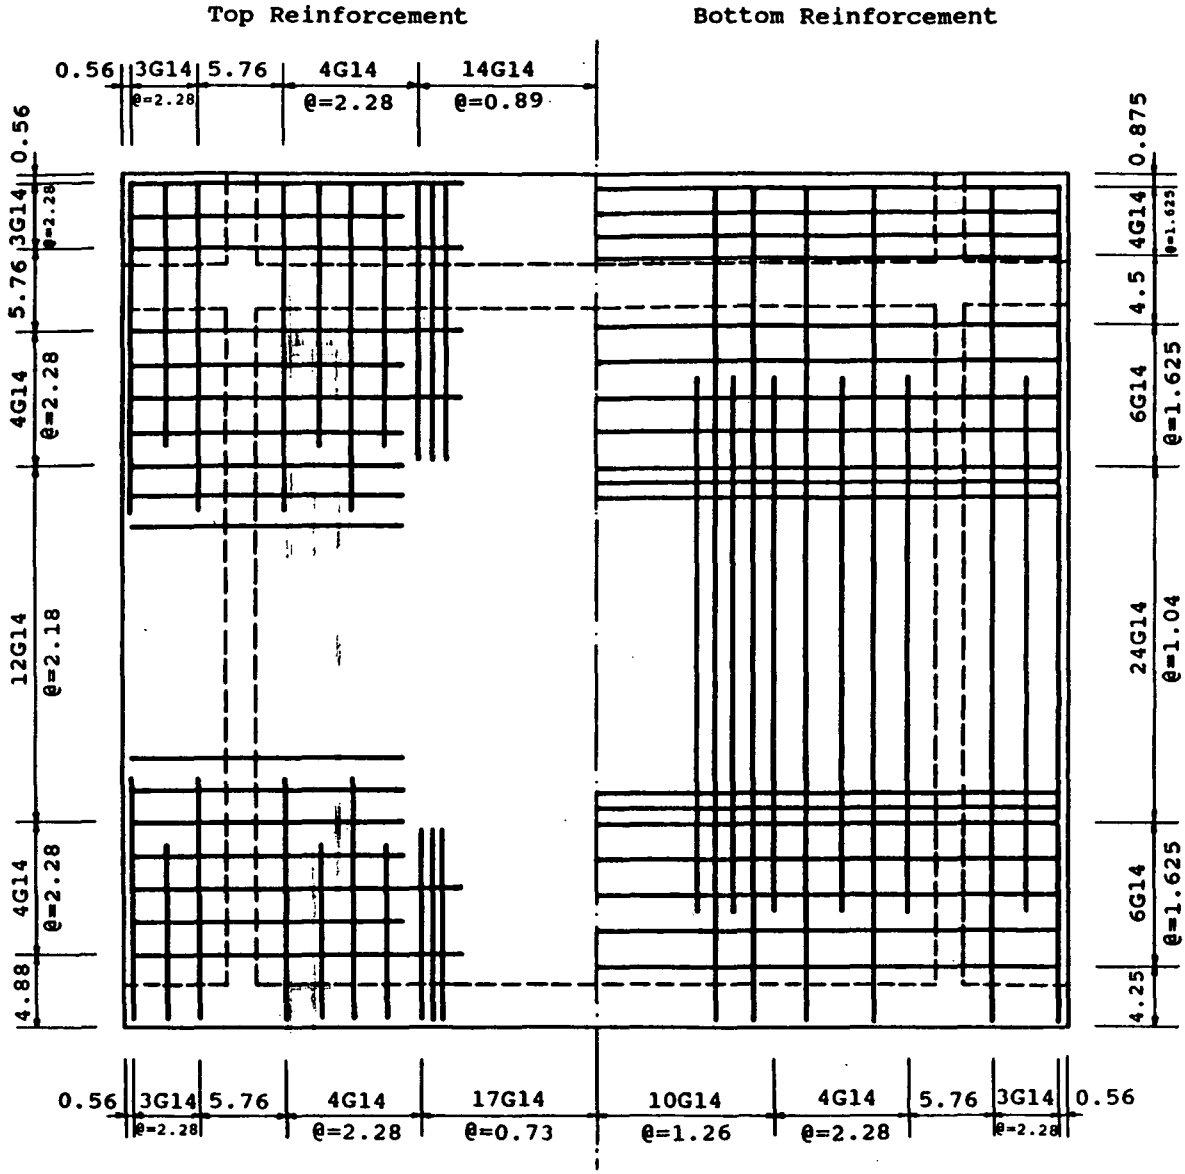 Top Reinforcement
Bottom Reinforcement
0.56 3G14 5.76 4G14 14G14
@=2.28 @=2.28 @=0.89
0.56
3G14
@=2.28
5.76
4G14
@=2.28
12G14
@=2.18
4G14
@=2.28
4.88
0.875
4G14
@=1.625
4.5
6G14
@=1.625
24G14
@=1.04
6G14
@=1.625
4.25
0.56 3G14 5.76 4G14 17G14 10G14 4G14 5.76 3G14 0.56
@=2.28 @=2.28 @=0.73 @=1.26 @=2.28 @=2.28